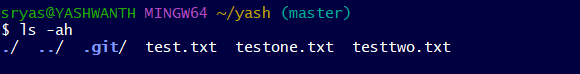 sryas@YASHWANTH MINGW64 ~/yash (master)
$ ls -ah
./  ../  .git/  test.txt  testone.txt  testtwo.txt